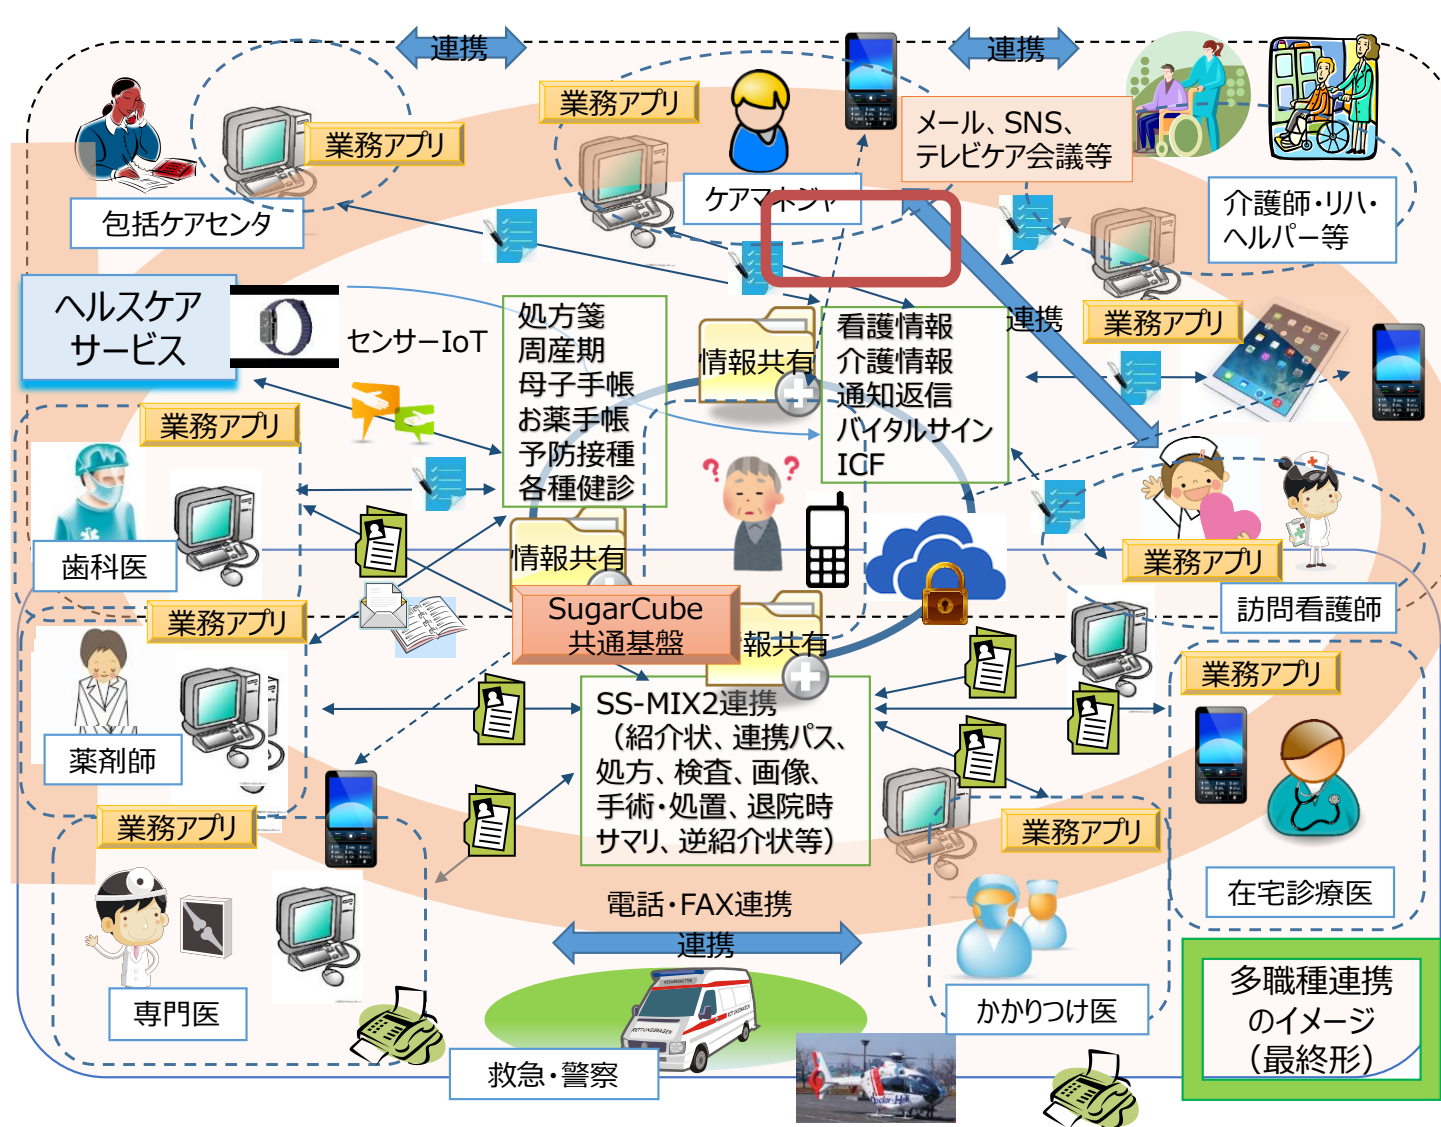 連携
連携
業務アプリ
業務アプリ
メール、SNS、
テレビケア会議等
包括ケアセンタ
ケアマネジャ
介護師・リハ・
ヘルパー等
ヘルスケア
サービス
センサーIoT
処方箋
周産期
母子手帳
お薬手帳
予防接種
各種健診
情報共有
看護情報
介護情報
通知返信
バイタルサイン
ICF
連携
業務アプリ
業務アプリ
歯科医
情報共有
業務アプリ
訪問看護師
SugarCube
共通基盤
報共有
業務アプリ
薬剤師
業務アプリ
SS-MIX2連携
（紹介状、連携パス、
処方、検査、画像、
手術・処置、退院時
サマリ、逆紹介状等）
業務アプリ
業務アプリ
在宅診療医
電話・FAX連携
連携
専門医
かかりつけ医
救急・警察
多職種連携
のイメージ
（最終形）
RETTUNGSWAGEN
Doctor-Heli